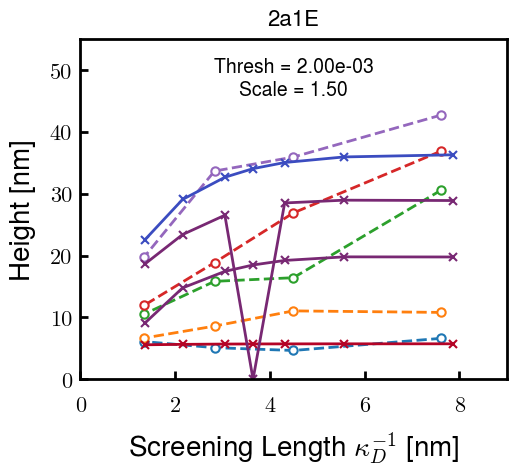 2a1E
Thresh = 2.00e-03
Scale = 1.50
Height [nm]
50
40
30
20
10
0
0 2 4 6 8
Screening Length $\kappa_D^{-1}$ [nm]